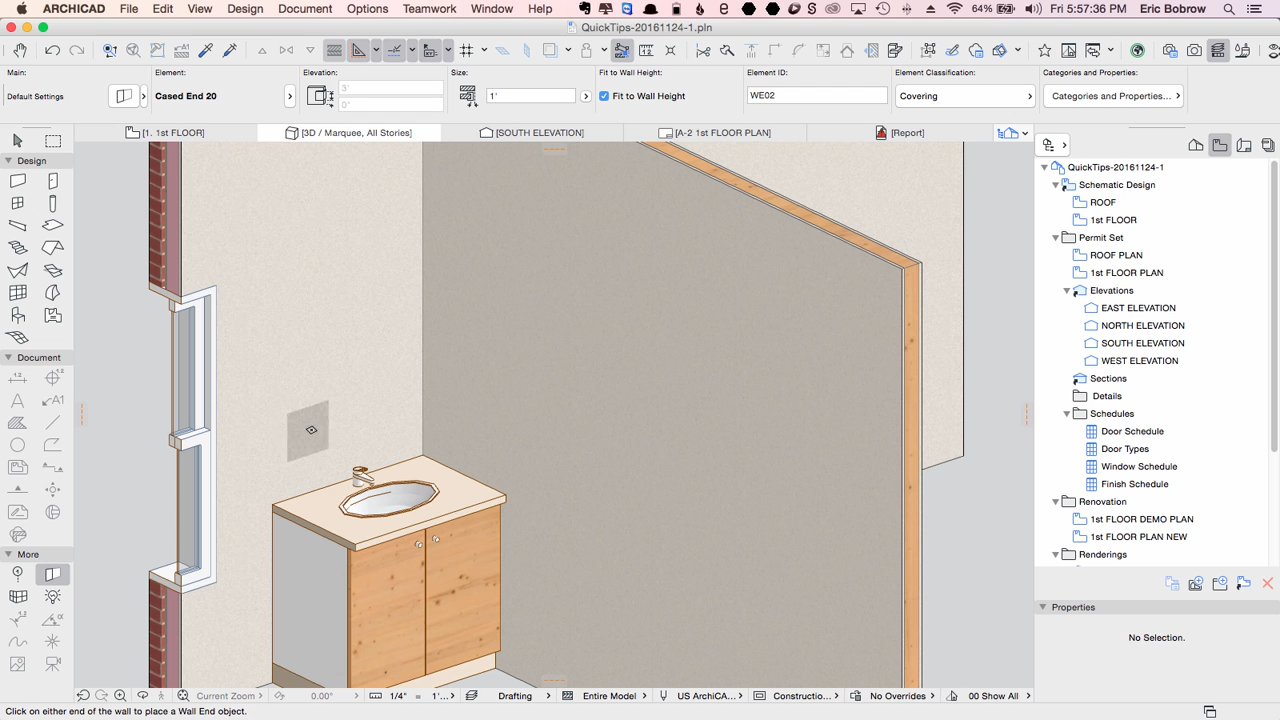 ARCHICAD File Edit View Design Document Options Teamwork Window Help 64% Fri 5:57:36 PM Eric Bobrow
QuickTips-20161124-1.pln
Main: Element: Elevation: Size: Fit to Wall Height: Element ID: Element Classification: Categories and Properties:
Default Settings Cased End 20 3' 0" 1' Fit to Wall Height WE02 Covering Categories and Properties...
[1. 1st FLOOR] [3D / Marquee, All Stories] [SOUTH ELEVATION] [A-2 1st FLOOR PLAN] [Report]
Design
Document
More
QuickTips-20161124-1
Schematic Design
ROOF
1st FLOOR
Permit Set
ROOF PLAN
1st FLOOR PLAN
Elevations
EAST ELEVATION
NORTH ELEVATION
SOUTH ELEVATION
WEST ELEVATION
Sections
Details
Schedules
Door Schedule
Door Types
Window Schedule
Finish Schedule
Renovation
1st FLOOR DEMO PLAN
1st FLOOR PLAN NEW
Renderings
Properties
No Selection.
Current Zoom 0.00° 1/4" = 1'... Drafting Entire Model US ArchiCA... Constructio... No Overrides 00 Show All
Click on either end of the wall to place a Wall End object.